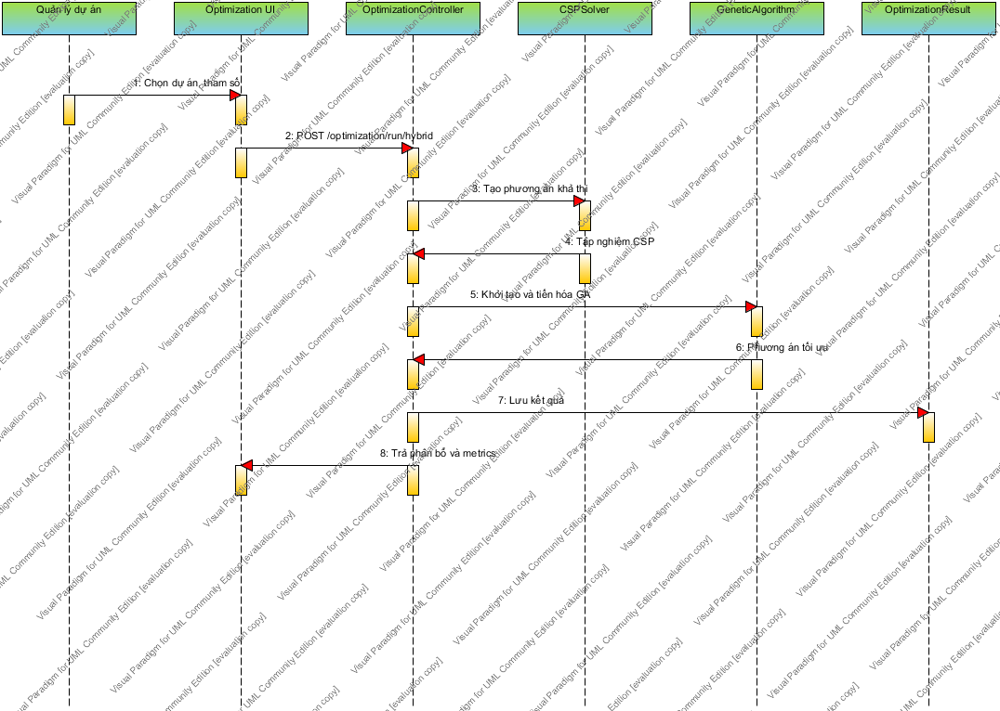 Quản lý dự án
Optimization UI
OptimizationController
CSPSolver
GeneticAlgorithm
OptimizationResult
1: Chọn dự án, tham số
2: POST /optimization/run/hybrid
3: Tạo phương án khả thi
4: Tập nghiệm CSP
5: Khởi tạo và tiến hóa GA
6: Phương án tối ưu
7: Lưu kết quả
8: Trả phân bổ và metrics
Visual Paradigm for UML Community Edition [evaluation copy]